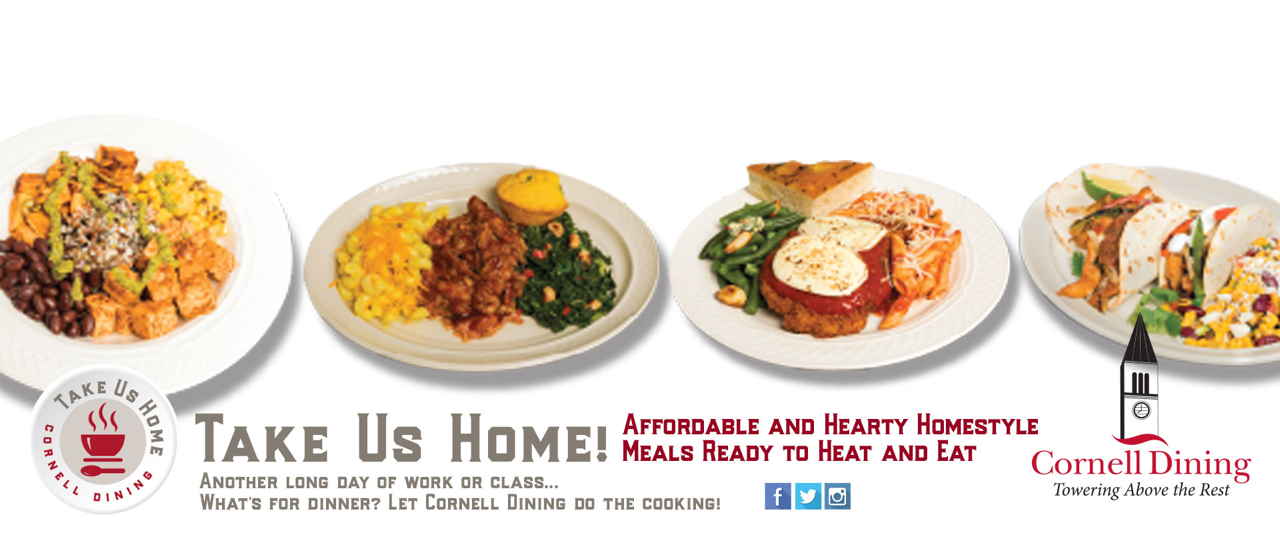 Take Us Home
Cornell Dining
Take Us Home!
Affordable and Hearty Homestyle
Meals Ready to Heat and Eat
Another long day of work or class...
What's for dinner? Let Cornell Dining do the cooking!
f
Cornell Dining
Towering Above the Rest